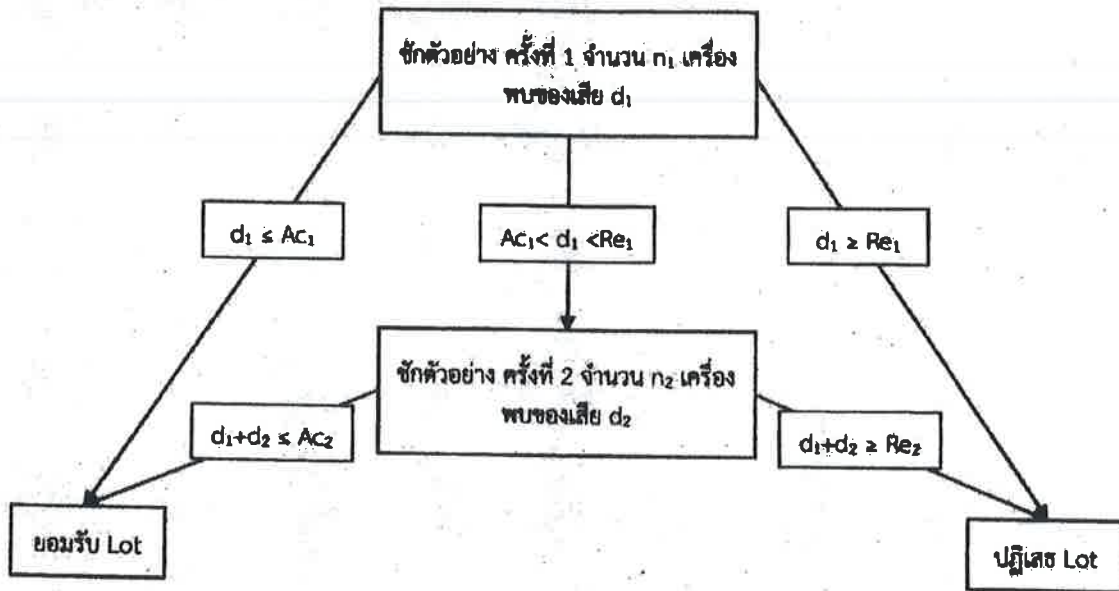 ชักตัวอย่าง ครั้งที่ 1 จำนวน n₁ เครื่อง
พบของเสีย d₁
d₁ ≤ Ac₁
Ac₁< d₁ <Re₁
d₁ ≥ Re₁
ชักตัวอย่าง ครั้งที่ 2 จำนวน n₂ เครื่อง
พบของเสีย d₂
d₁+d₂ ≤ Ac₂
d₁+d₂ ≥ Re₂
ยอมรับ Lot
ปฏิเสธ Lot